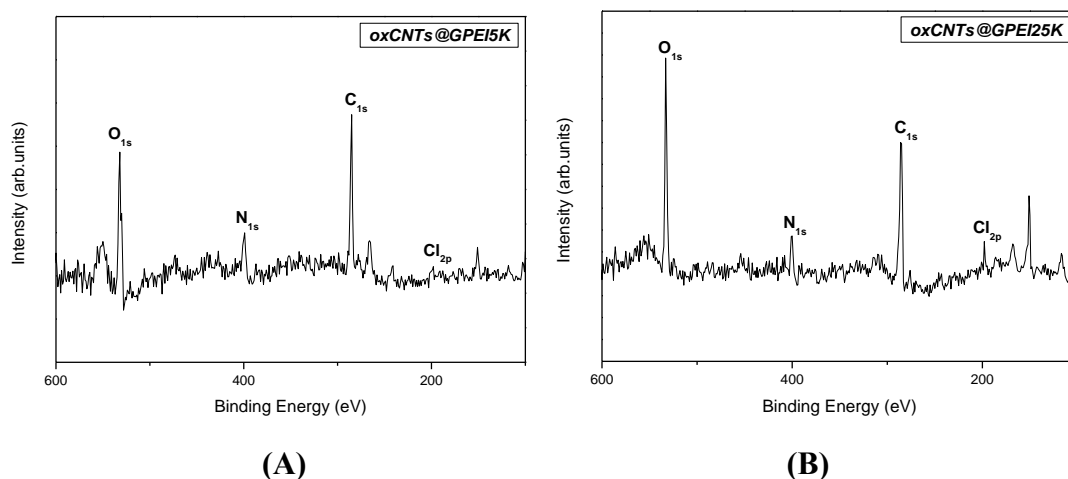 oxCNTs@GPEI5K
O1s
C1s
N1s
Cl2p
Intensity (arb.units)
600
400
200
Binding Energy (eV)
(A)
oxCNTs@GPEI25K
O1s
C1s
N1s
Cl2p
Intensity (arb.units)
600
400
200
Binding Energy (eV)
(B)